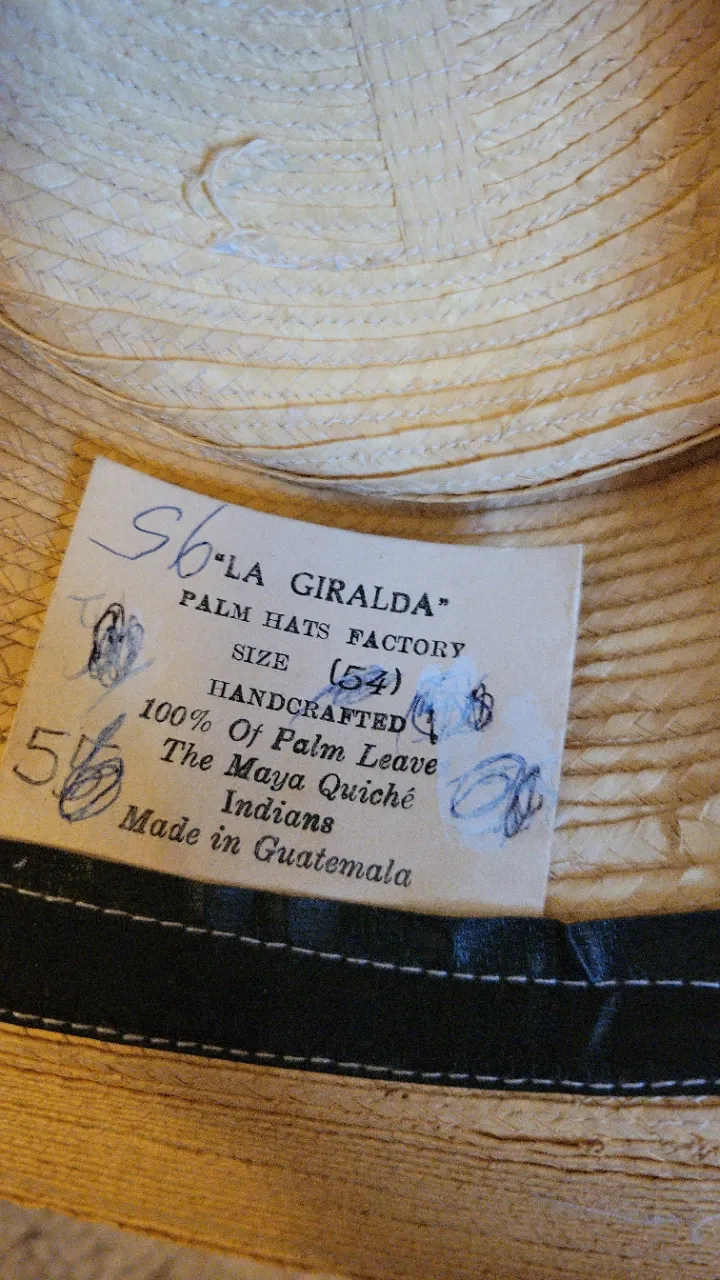 56
“LA GIRALDA”
PALM HATS FACTORY
SIZE (54)
HANDCRAFTED
100% Of Palm Leave
The Maya Quiché
Indians
Made in Guatemala